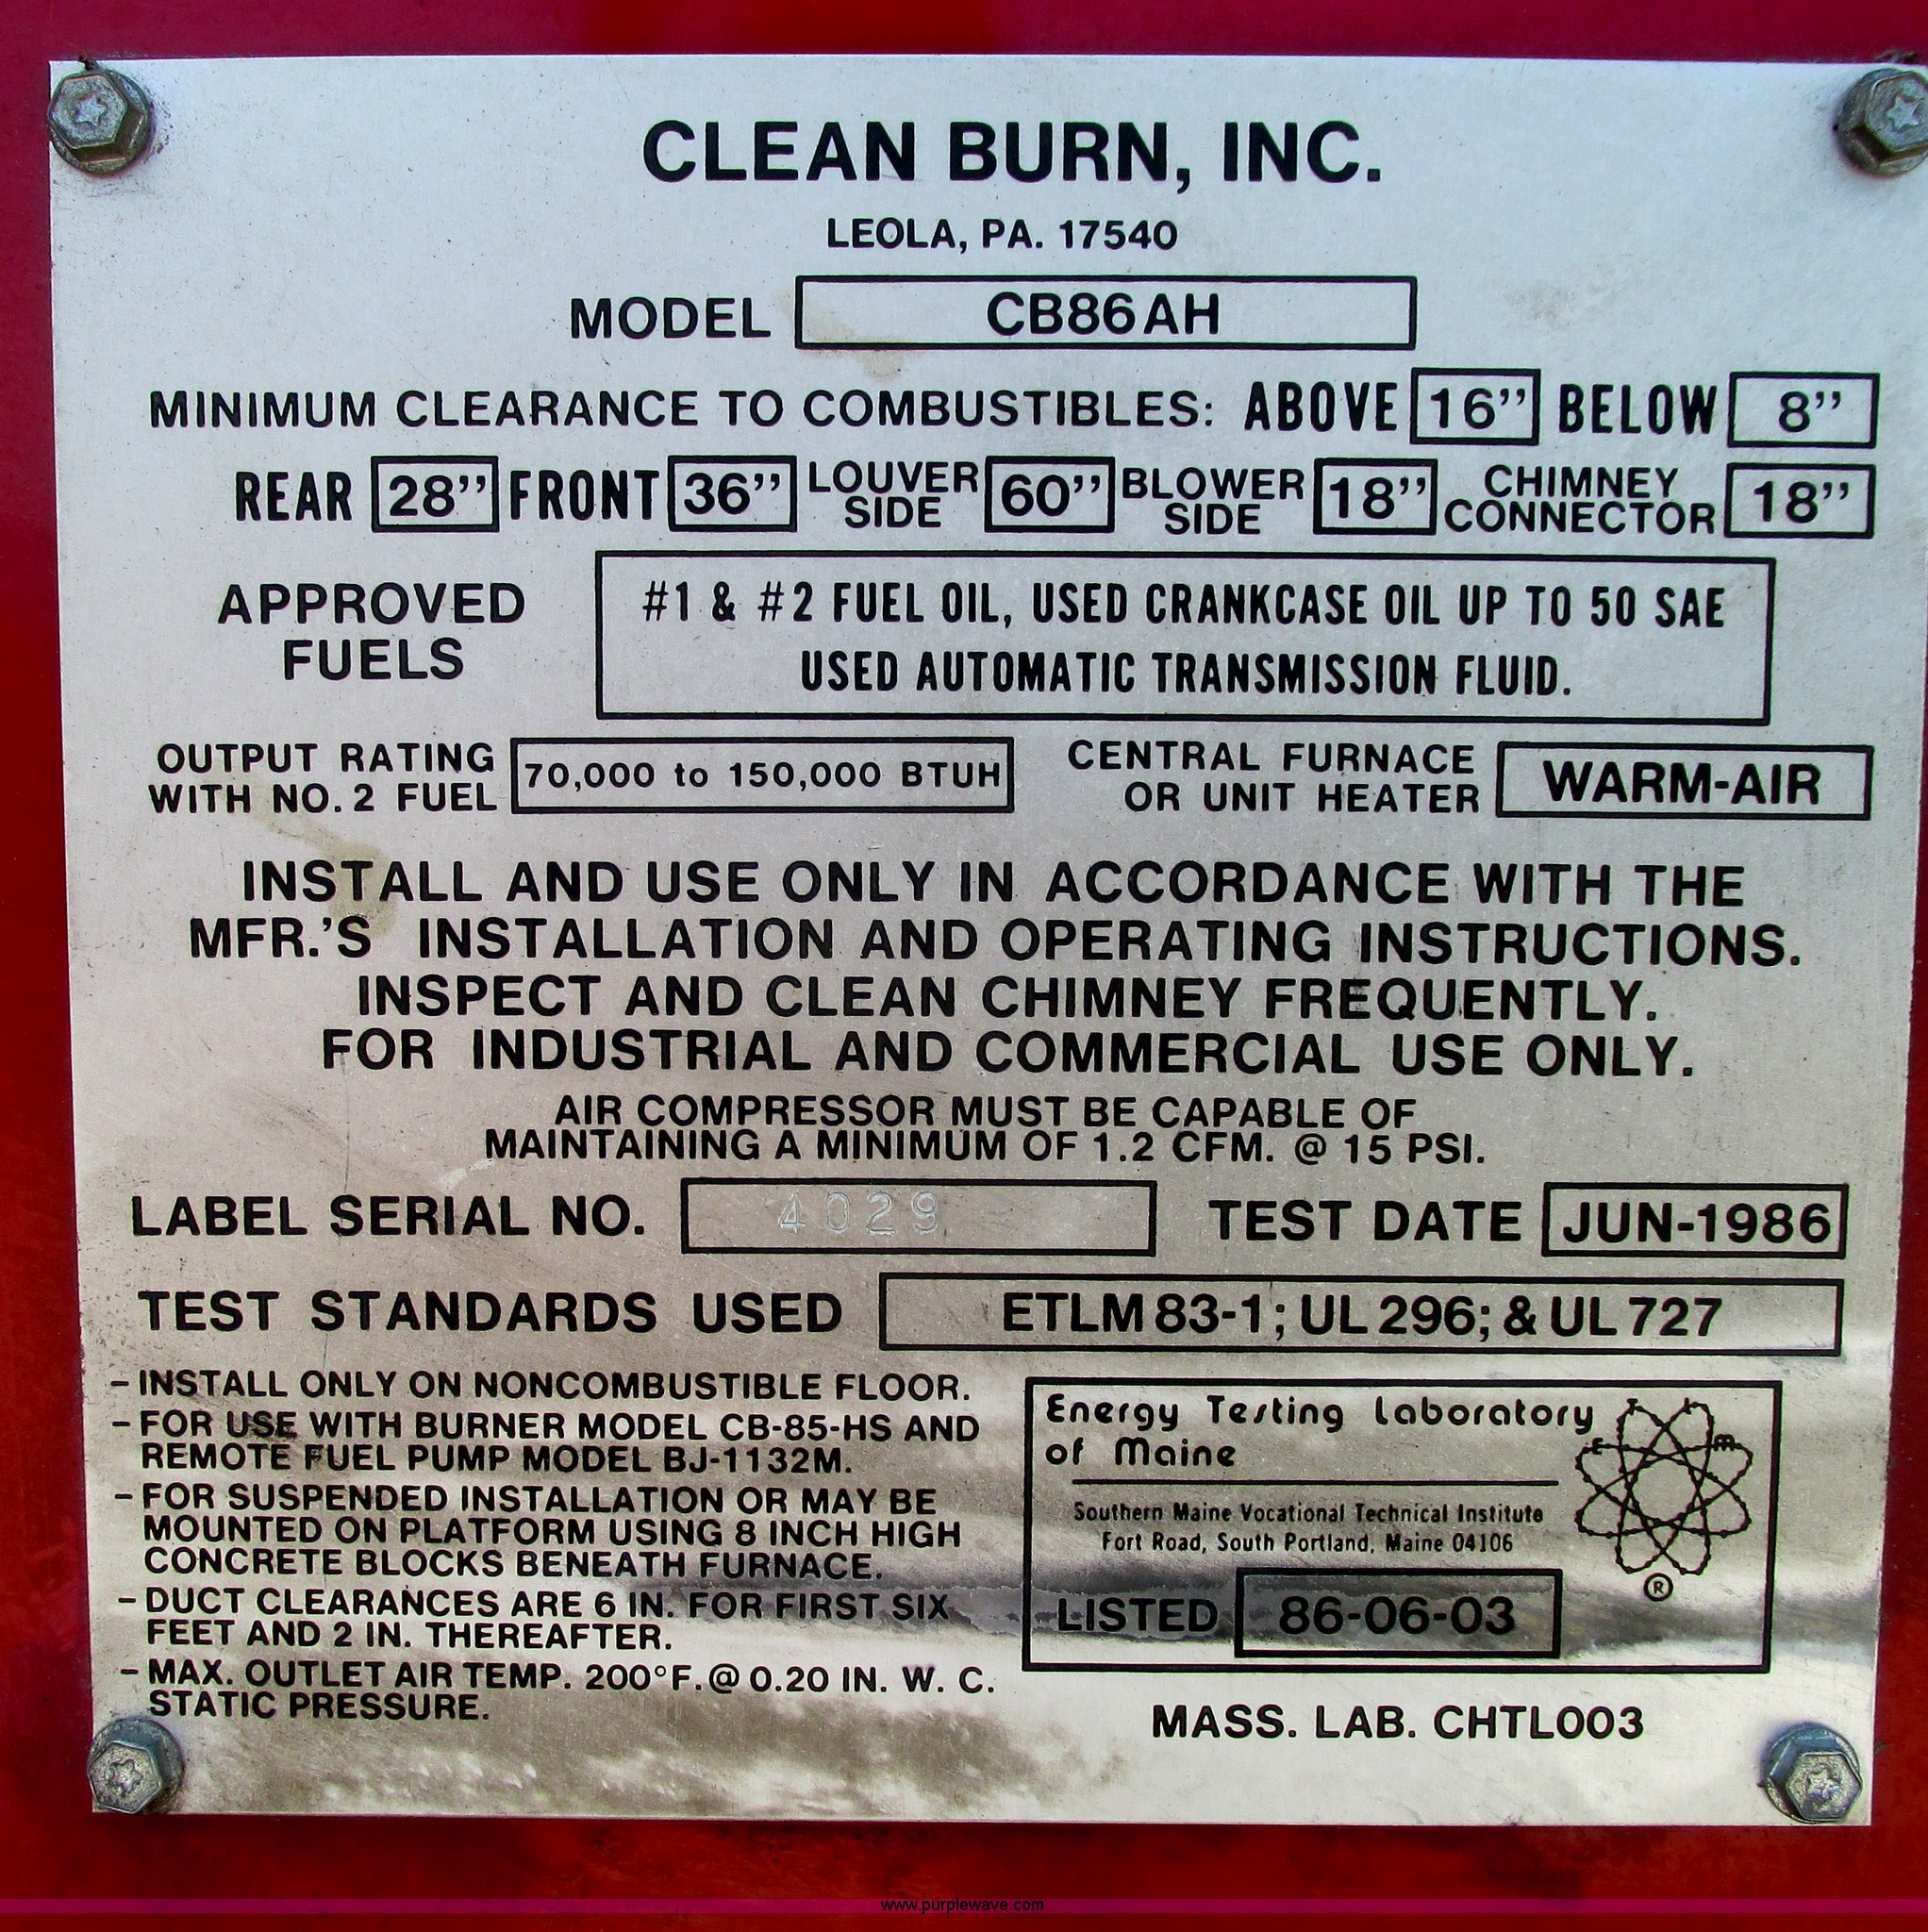 CLEAN BURN, INC.
LEOLA, PA. 17540
MODEL CB86AH
MINIMUM CLEARANCE TO COMBUSTIBLES: ABOVE 16" BELOW 8"
REAR 28" FRONT 36" LOUVER SIDE 60" BLOWER SIDE 18" CHIMNEY CONNECTOR 18"
APPROVED FUELS
#1 & #2 FUEL OIL, USED CRANKCASE OIL UP TO 50 SAE
USED AUTOMATIC TRANSMISSION FLUID.
OUTPUT RATING WITH NO. 2 FUEL 70,000 to 150,000 BTUH CENTRAL FURNACE OR UNIT HEATER WARM-AIR
INSTALL AND USE ONLY IN ACCORDANCE WITH THE
MFR.'S INSTALLATION AND OPERATING INSTRUCTIONS.
INSPECT AND CLEAN CHIMNEY FREQUENTLY.
FOR INDUSTRIAL AND COMMERCIAL USE ONLY.
AIR COMPRESSOR MUST BE CAPABLE OF
MAINTAINING A MINIMUM OF 1.2 CFM. @ 15 PSI.
LABEL SERIAL NO. 4029 TEST DATE JUN-1986
TEST STANDARDS USED ETLM 83-1; UL 296; & UL 727
- INSTALL ONLY ON NONCOMBUSTIBLE FLOOR.
- FOR USE WITH BURNER MODEL CB-85-HS AND
REMOTE FUEL PUMP MODEL BJ-1132M.
- FOR SUSPENDED INSTALLATION OR MAY BE
MOUNTED ON PLATFORM USING 8 INCH HIGH
CONCRETE BLOCKS BENEATH FURNACE.
- DUCT CLEARANCES ARE 6 IN. FOR FIRST SIX
FEET AND 2 IN. THEREAFTER.
- MAX. OUTLET AIR TEMP. 200°F. @ 0.20 IN. W. C.
STATIC PRESSURE.
Energy Testing Laboratory
of Maine
E T L m
Southern Maine Vocational Technical Institute
Fort Road, South Portland, Maine 04106
®
LISTED 86-06-03
MASS. LAB. CHTL003
www.purplewave.com